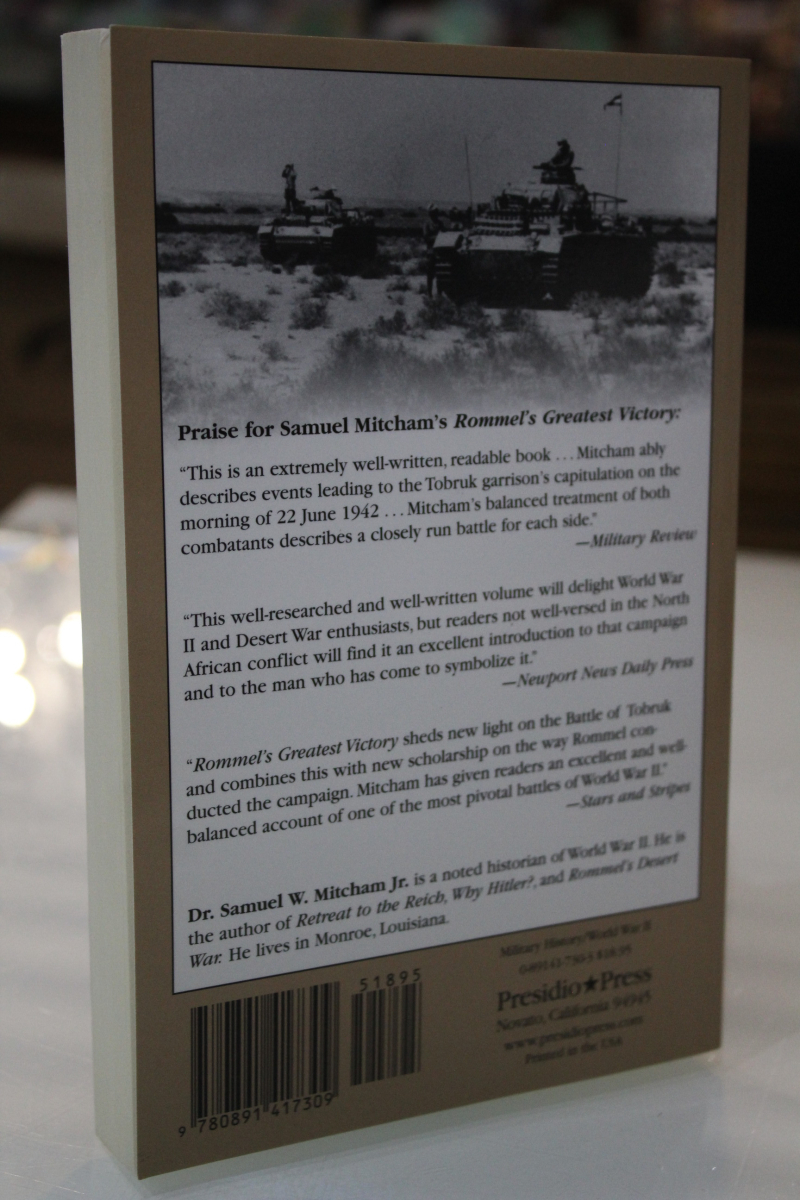 Praise for Samuel Mitcham's Rommel's Greatest Victory:
"This is an extremely well-written, readable book . . . Mitcham ably
describes events leading to the Tobruk garrison's capitulation on the
morning of 22 June 1942 . . . Mitcham's balanced treatment of both
combatants describes a closely run battle for each side."
—Military Review
"This well-researched and well-written volume will delight World War
II and Desert War enthusiasts, but readers not well-versed in the North
African conflict will find it an excellent introduction to that campaign
and to the man who has come to symbolize it."
—Newport News Daily Press
"Rommel's Greatest Victory sheds new light on the Battle of Tobruk
and combines this with new scholarship on the way Rommel con-
ducted the campaign. Mitcham has given readers an excellent and well-
balanced account of one of the most pivotal battles of World War II."
—Stars and Stripes
Dr. Samuel W. Mitcham Jr. is a noted historian of World War II. He is
the author of Retreat to the Reich, Why Hitler?, and Rommel's Desert
War. He lives in Monroe, Louisiana.
Military History/World War II
0-89141-730-5 $18.95
Presidio★Press
Novato, California 94945
www.presidiopress.com
Printed in the USA
51895
9 780891 417309